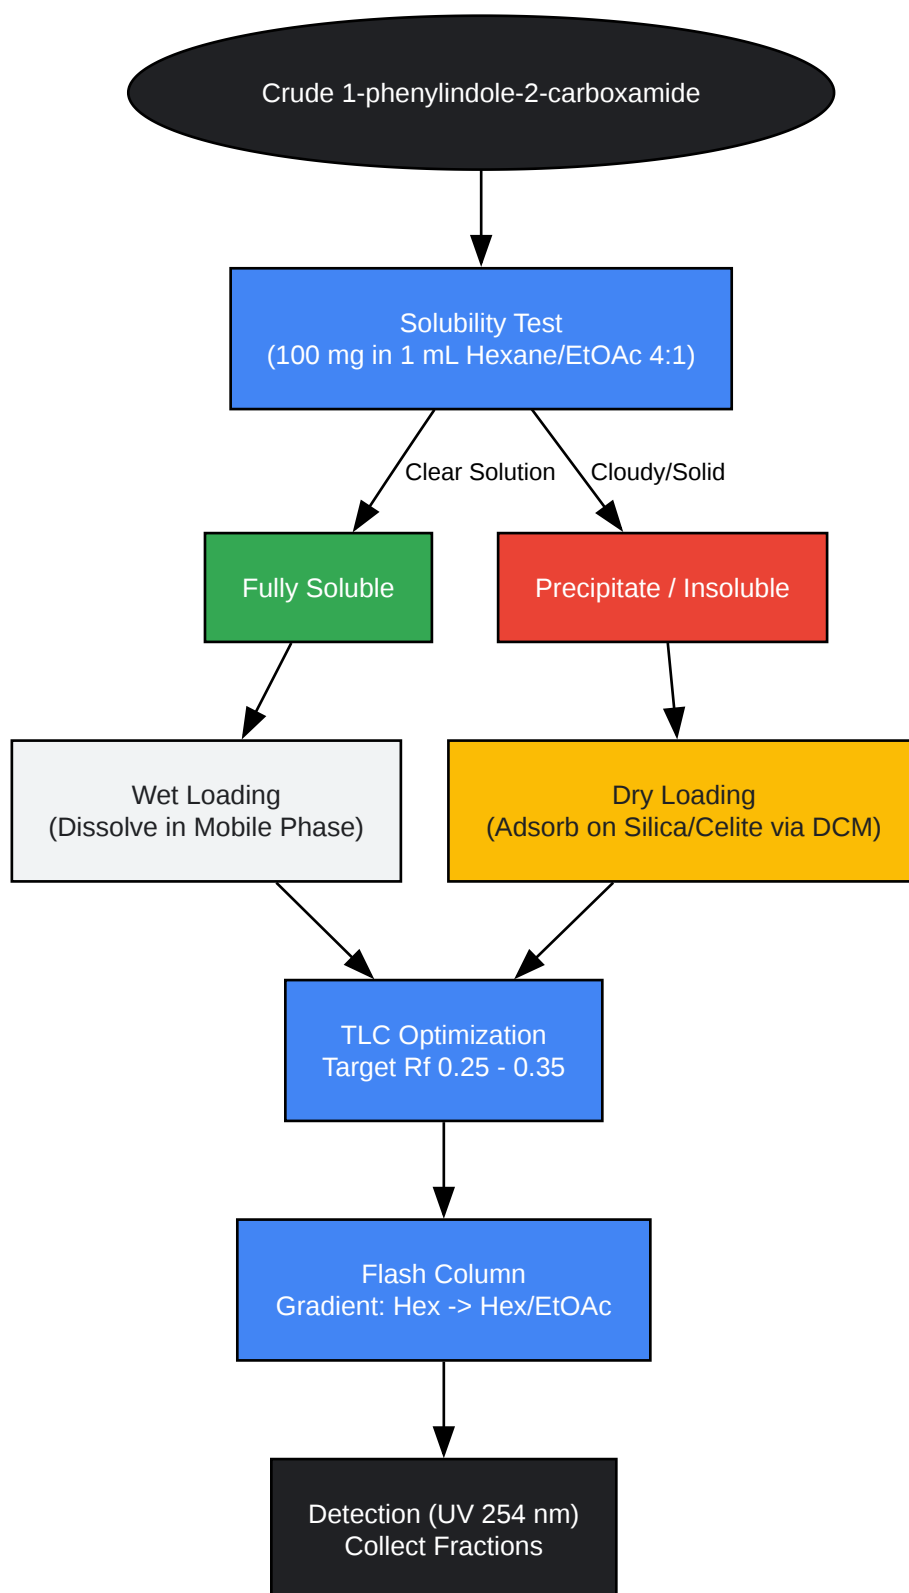 Crude 1-phenylindole-2-carboxamide
Solubility Test
(100 mg in 1 mL Hexane/EtOAc 4:1)
Clear Solution
Cloudy/Solid
Fully Soluble
Precipitate / Insoluble
Wet Loading
(Dissolve in Mobile Phase)
Dry Loading
(Adsorb on Silica/Celite via DCM)
TLC Optimization
Target Rf 0.25 - 0.35
Flash Column
Gradient: Hex -> Hex/EtOAc
Detection (UV 254 nm)
Collect Fractions